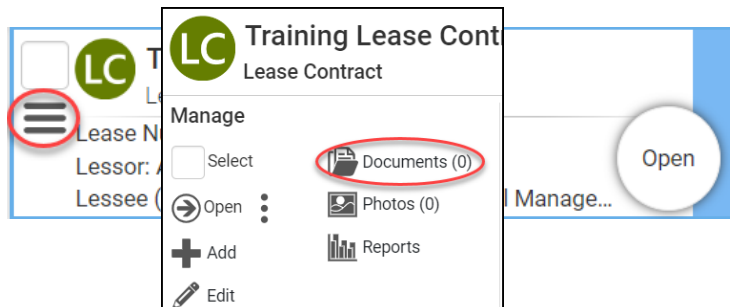 LC
Training Lease Cont
Lease Contract
Manage
Select
Documents (0)
Open
Photos (0)
Add
Reports
Edit
LC
Lease N
Lessor:
Lessee (
l Manage...
Open